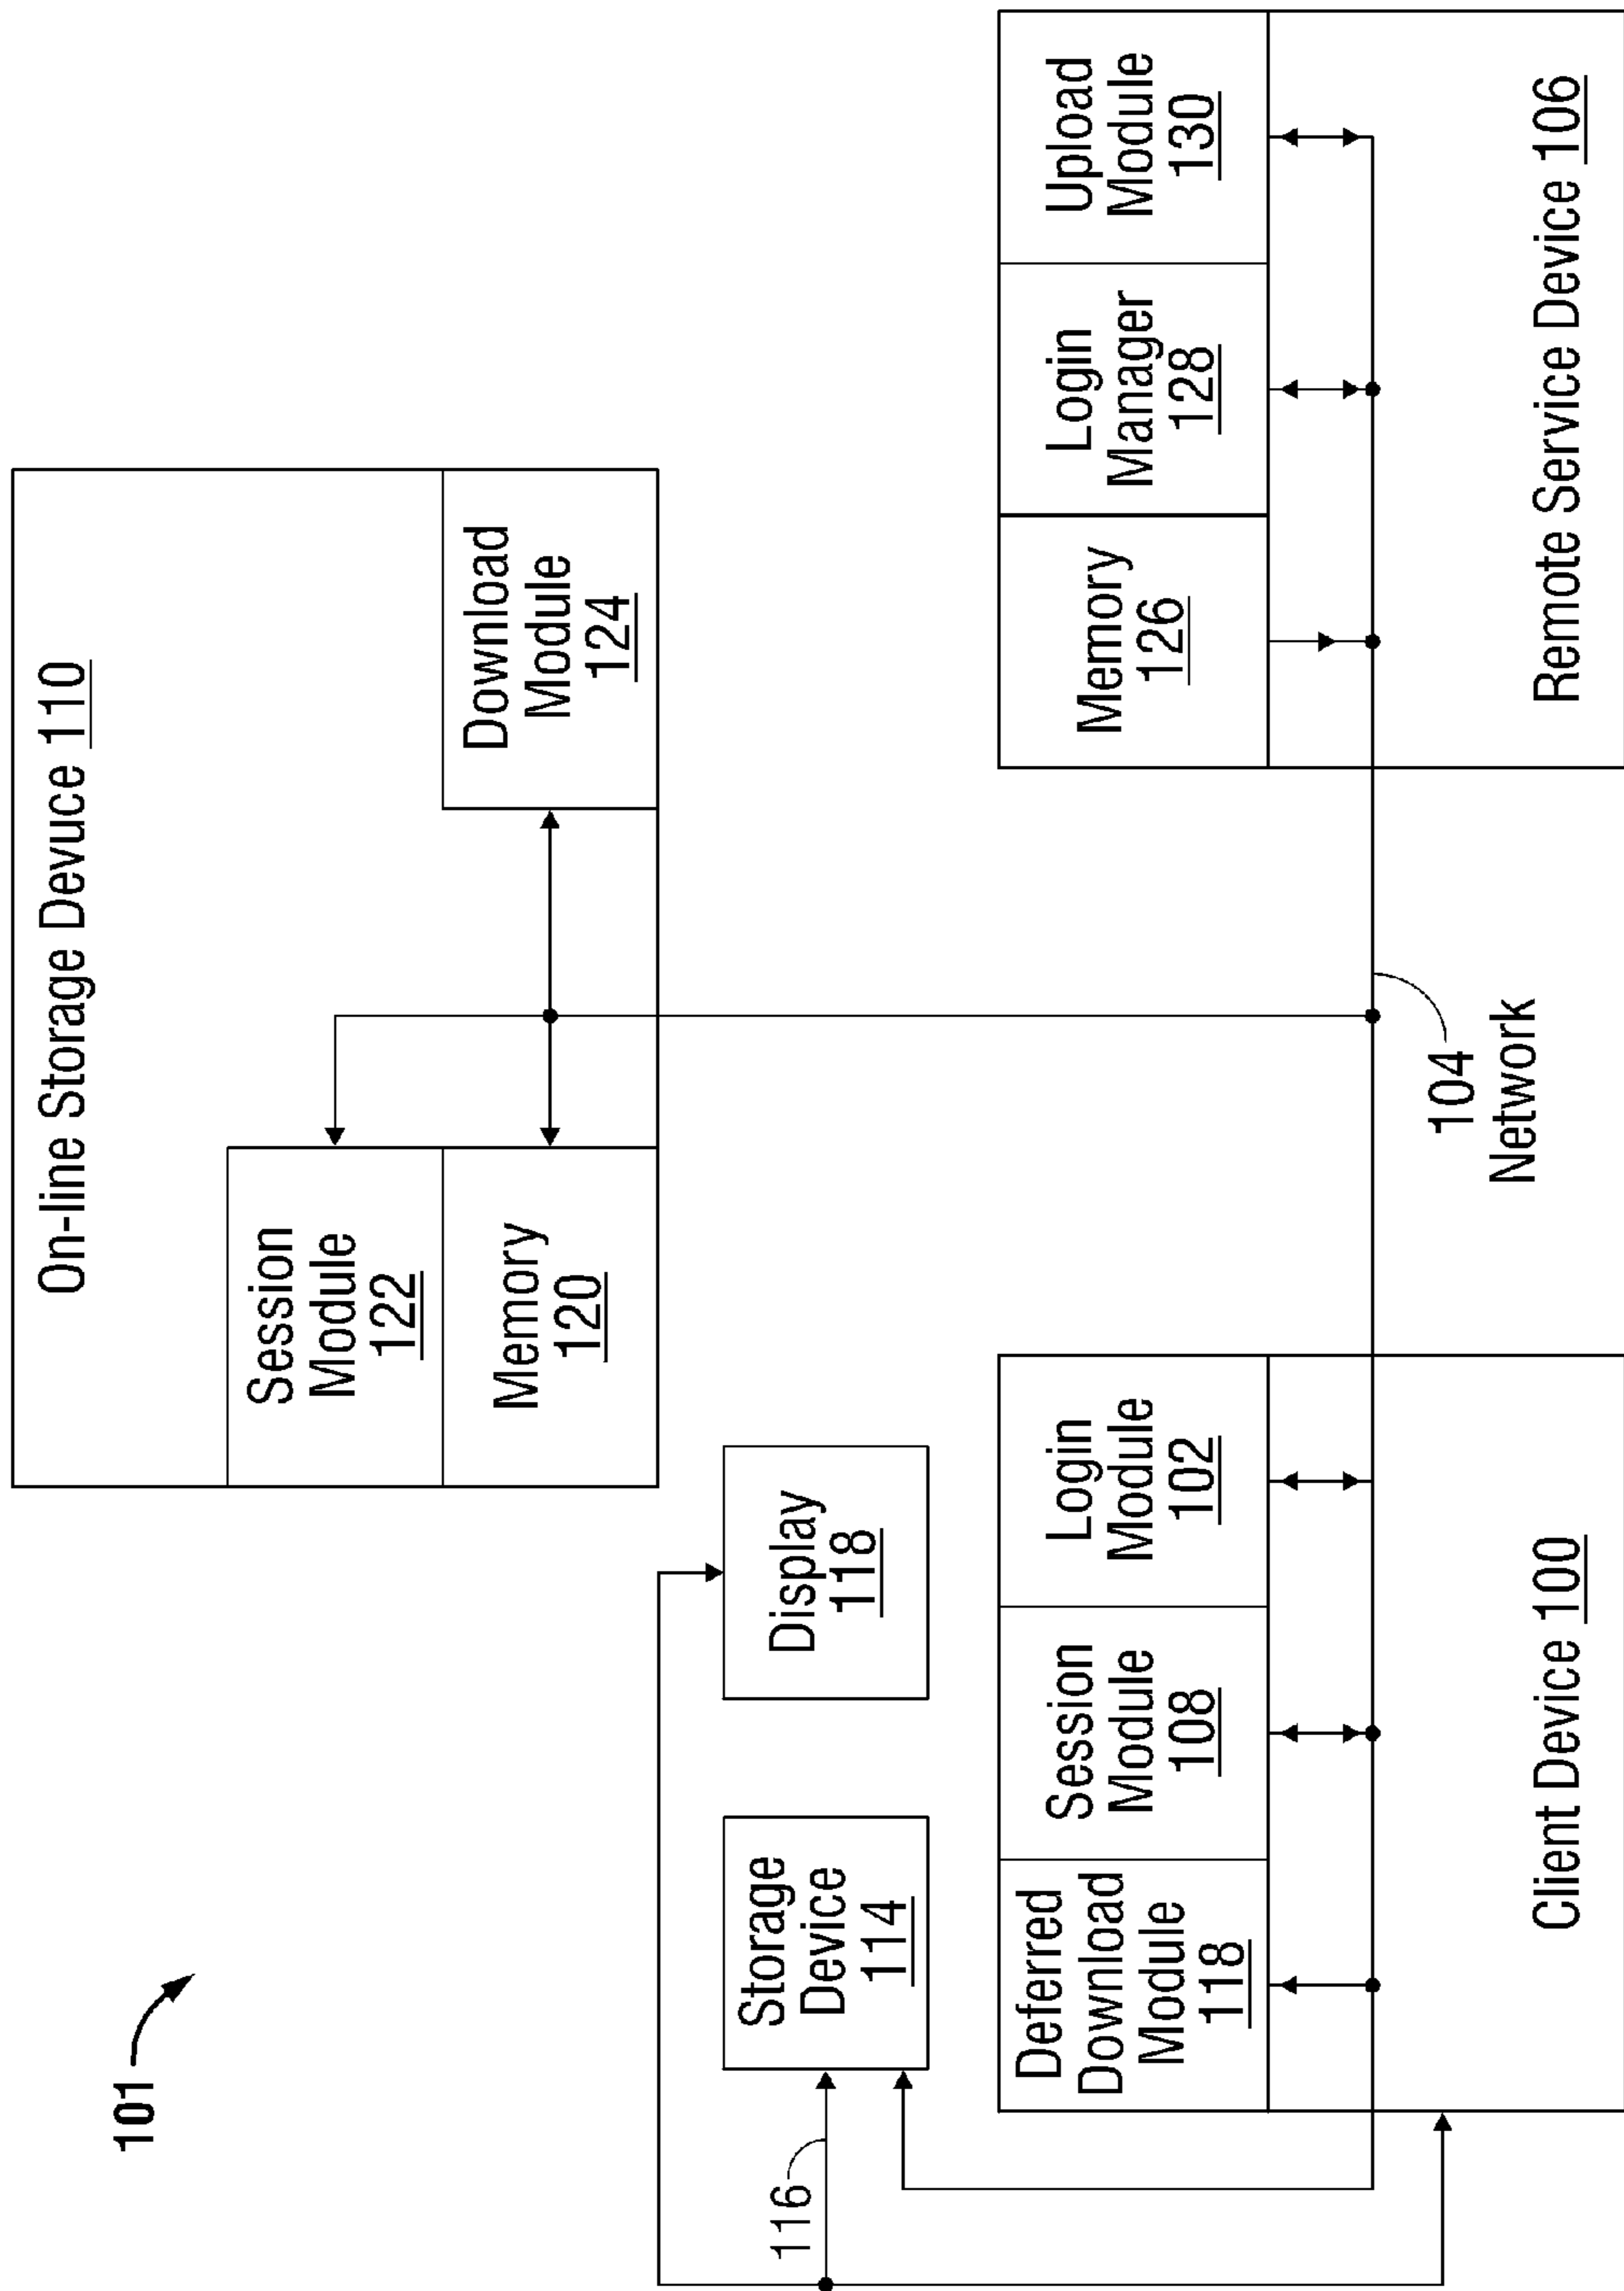 101
On-line Storage Devuce 110
Session
Module
122
Memory
120
Download
Module
124
116
Storage
Device
114
Display
118
Deferred
Download
Module
118
Session
Module
108
Login
Module
102
Client Device 100
104
Network
Memory
126
Login
Manager
128
Upload
Module
130
Remote Service Device 106